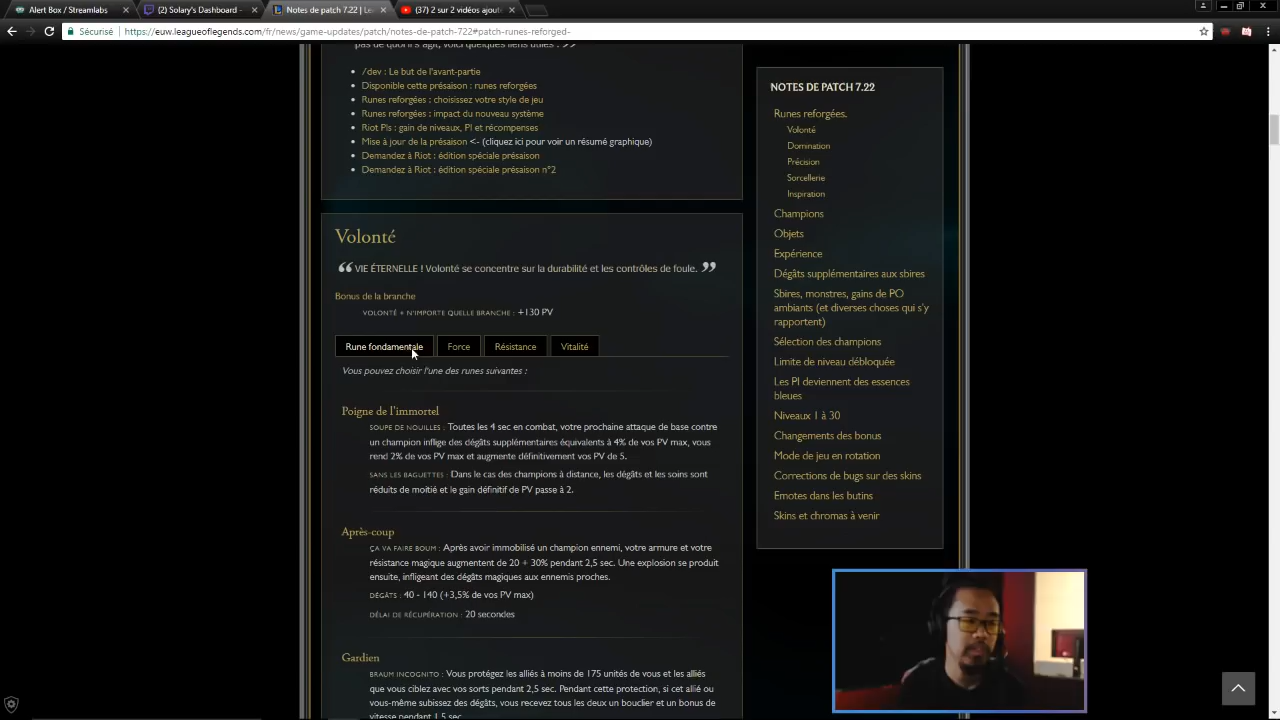 Alert Box / Streamlabs
(2) Solary's Dashboard -
Notes de patch 7.22 | Le
(37) 2 sur 2 vidéos ajout
Sécurisé
https://euw.leagueoflegends.com/fr/news/game-updates/patch/notes-de-patch-722#patch-runes-reforged-
pas de quoi il s'agit, voici quelques liens utiles :
/dev : Le but de l'avant-partie
Disponible cette présaison : runes reforgées
Runes reforgées : choisissez votre style de jeu
Runes reforgées : impact du nouveau système
Riot Pls : gain de niveaux, PI et récompenses
Mise à jour de la présaison <- (cliquez ici pour voir un résumé graphique)
Demandez à Riot : édition spéciale présaison
Demandez à Riot : édition spéciale présaison n°2
Volonté
“ VIE ÉTERNELLE ! Volonté se concentre sur la durabilité et les contrôles de foule. ”
Bonus de la branche
VOLONTÉ + N'IMPORTE QUELLE BRANCHE : +130 PV
Rune fondamentale
Force
Résistance
Vitalité
Vous pouvez choisir l'une des runes suivantes :
Poigne de l'immortel
SOUPE DE NOUILLES : Toutes les 4 sec en combat, votre prochaine attaque de base contre
un champion inflige des dégâts supplémentaires équivalents à 4% de vos PV max, vous
rend 2% de vos PV max et augmente définitivement vos PV de 5.
SANS LES BAGUETTES : Dans le cas des champions à distance, les dégâts et les soins sont
réduits de moitié et le gain définitif de PV passe à 2.
Après-coup
ÇA VA FAIRE BOUM : Après avoir immobilisé un champion ennemi, votre armure et votre
résistance magique augmentent de 20 + 30% pendant 2,5 sec. Une explosion se produit
ensuite, infligeant des dégâts magiques aux ennemis proches.
DÉGÂTS : 40 - 140 (+3,5% de vos PV max)
DÉLAI DE RÉCUPÉRATION : 20 secondes
Gardien
BRAUM INCOGNITO : Vous protégez les alliés à moins de 175 unités de vous et les alliés
que vous ciblez avec vos sorts pendant 2,5 sec. Pendant cette protection, si cet allié ou
vous-même subissez des dégâts, vous recevez tous les deux un bouclier et un bonus de
vitesse pendant 1,5 sec.
NOTES DE PATCH 7.22
Runes reforgées.
Volonté
Domination
Précision
Sorcellerie
Inspiration
Champions
Objets
Expérience
Dégâts supplémentaires aux sbires
Sbires, monstres, gains de PO
ambiants (et diverses choses qui s'y
rapportent)
Sélection des champions
Limite de niveau débloquée
Les PI deviennent des essences
bleues
Niveaux 1 à 30
Changements des bonus
Mode de jeu en rotation
Corrections de bugs sur des skins
Emotes dans les butins
Skins et chromas à venir